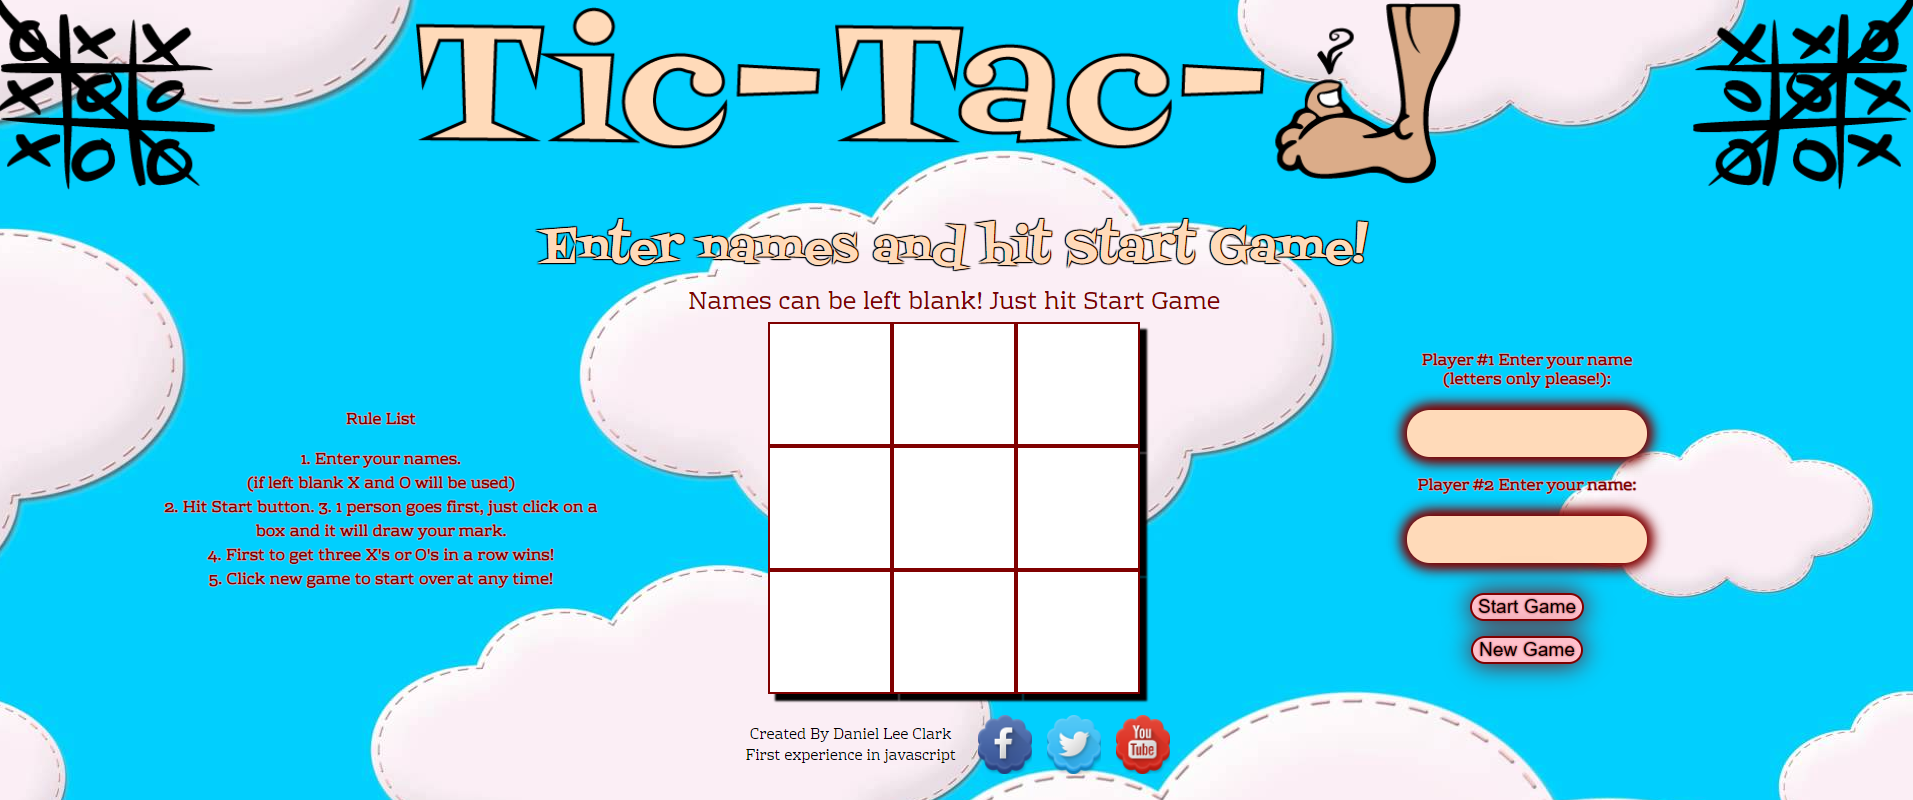 Tic-Tac-
?
Enter names and hit Start Game!
Names can be left blank! Just hit Start Game
Rule List
1. Enter your names.
(if left blank X and O will be used)
2. Hit Start button. 3. 1 person goes first, just click on a
box and it will draw your mark.
4. First to get three X's or O's in a row wins!
5. Click new game to start over at any time!
Player #1 Enter your name
(letters only please!):
Player #2 Enter your name:
Start Game
New Game
Created By Daniel Lee Clark
First experience in javascript
f
You
Tube